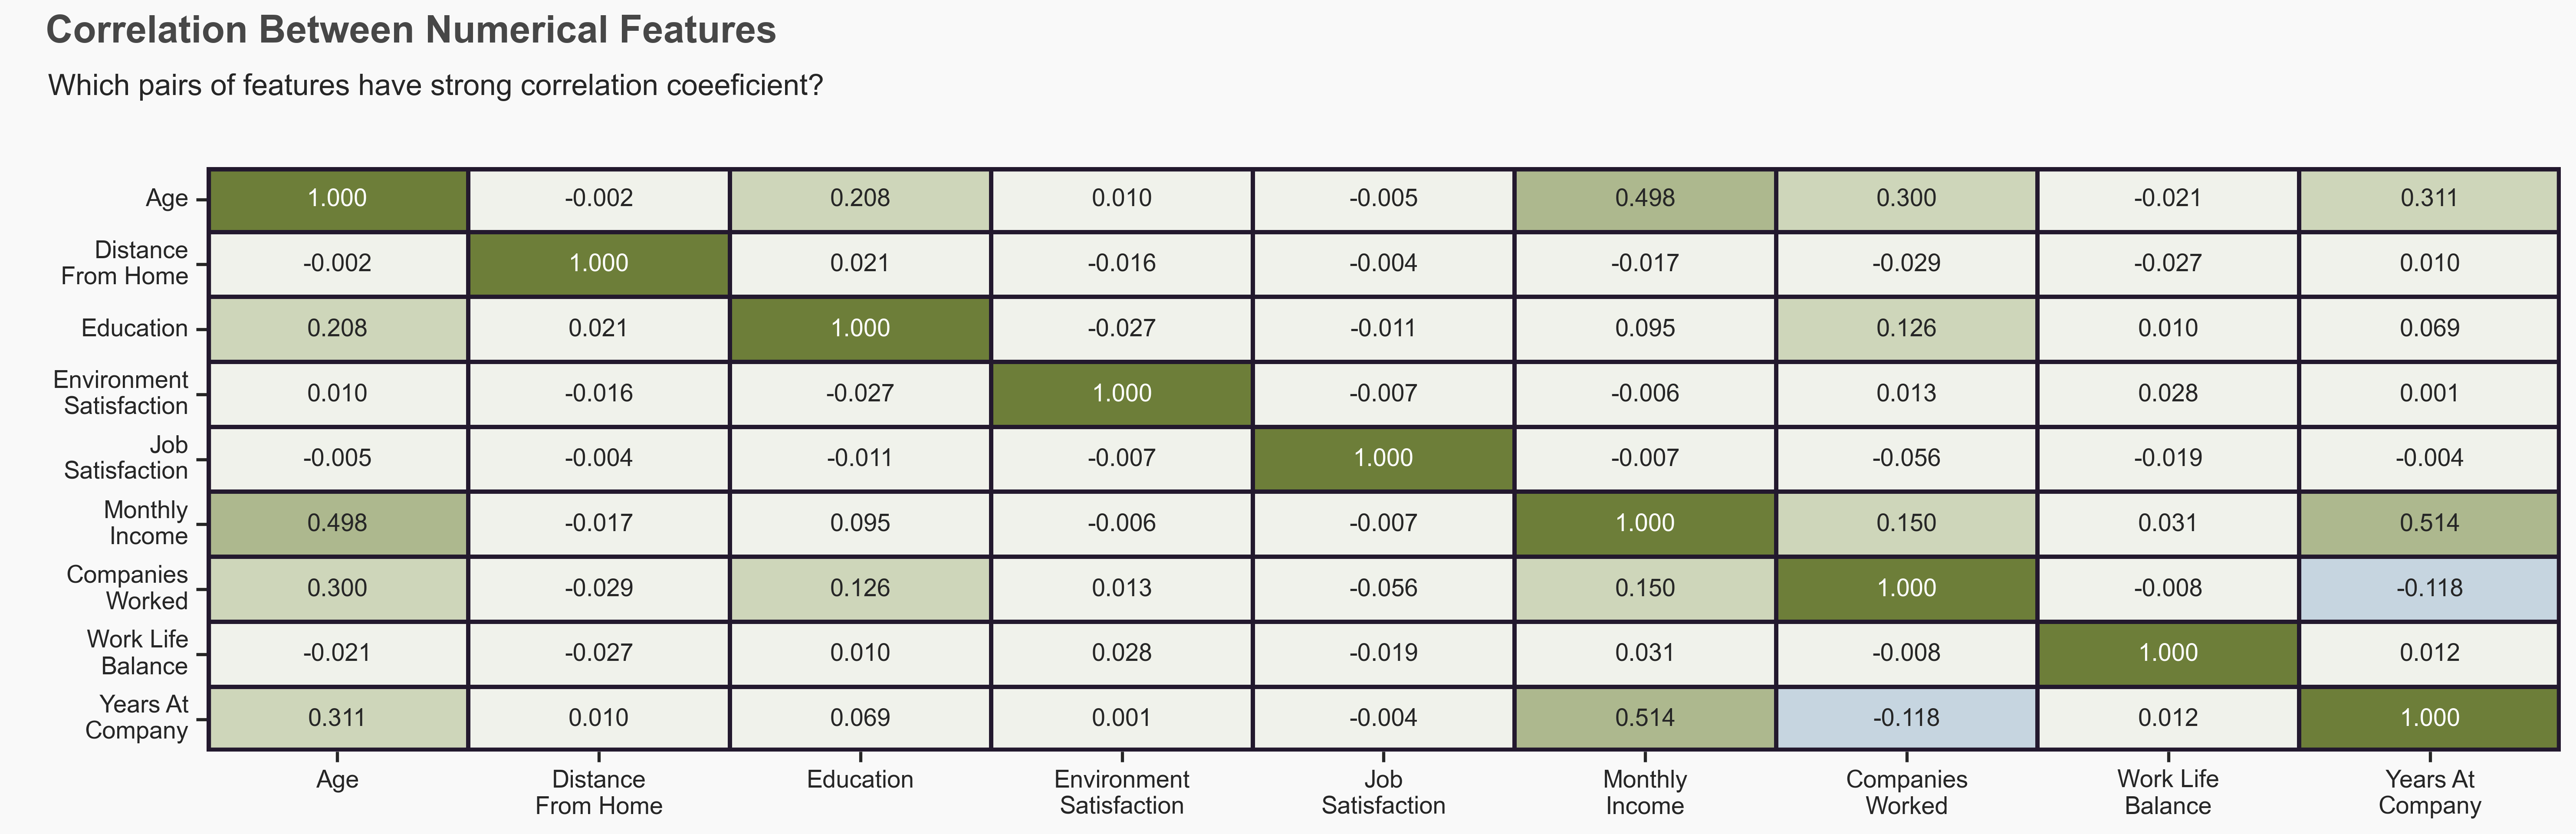 Correlation Between Numerical Features
Which pairs of features have strong correlation coeeficient?
Age 1.000 -0.002 0.208 0.010 -0.005 0.498 0.300 -0.021 0.311
Distance
From Home -0.002 1.000 0.021 -0.016 -0.004 -0.017 -0.029 -0.027 0.010
Education 0.208 0.021 1.000 -0.027 -0.011 0.095 0.126 0.010 0.069
Environment
Satisfaction 0.010 -0.016 -0.027 1.000 -0.007 -0.006 0.013 0.028 0.001
Job
Satisfaction -0.005 -0.004 -0.011 -0.007 1.000 -0.007 -0.056 -0.019 -0.004
Monthly
Income 0.498 -0.017 0.095 -0.006 -0.007 1.000 0.150 0.031 0.514
Companies
Worked 0.300 -0.029 0.126 0.013 -0.056 0.150 1.000 -0.008 -0.118
Work Life
Balance -0.021 -0.027 0.010 0.028 -0.019 0.031 -0.008 1.000 0.012
Years At
Company 0.311 0.010 0.069 0.001 -0.004 0.514 -0.118 0.012 1.000
Age Distance Education Environment Job Monthly Companies Work Life Years At
From Home Satisfaction Satisfaction Income Worked Balance Company